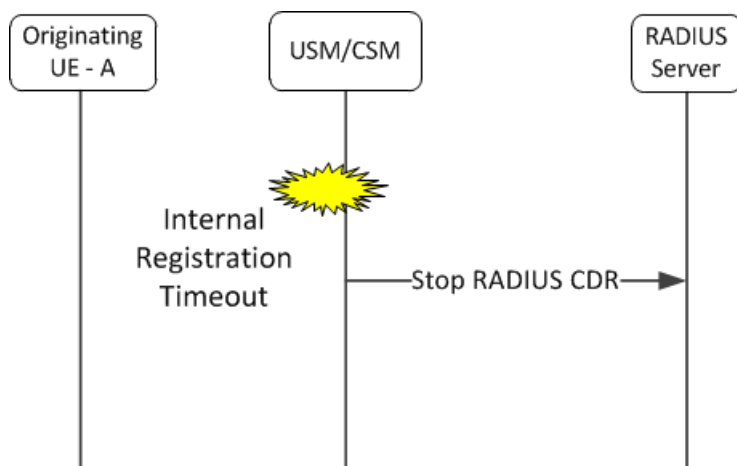 Originating
UE - A
USM/CSM
RADIUS
Server
Internal
Registration
Timeout
Stop RADIUS CDR